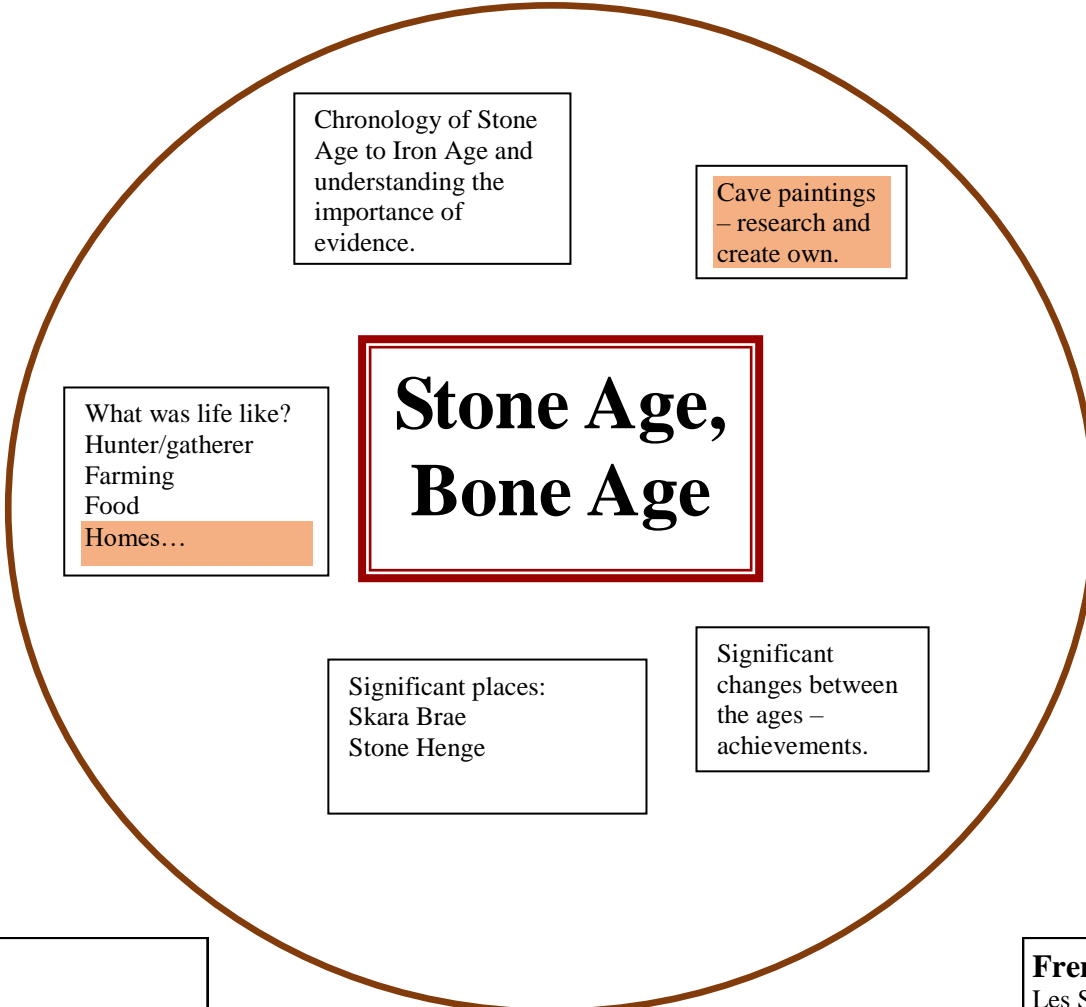 Chronology of Stone
Age to Iron Age and
understanding the
importance of
evidence.
Cave paintings
– research and
create own.
Stone Age,
Bone Age
What was life like?
Hunter/gatherer
Farming
Food
Homes…
Significant
changes between
the ages –
achievements.
Significant places:
Skara Brae
Stone Henge
Les